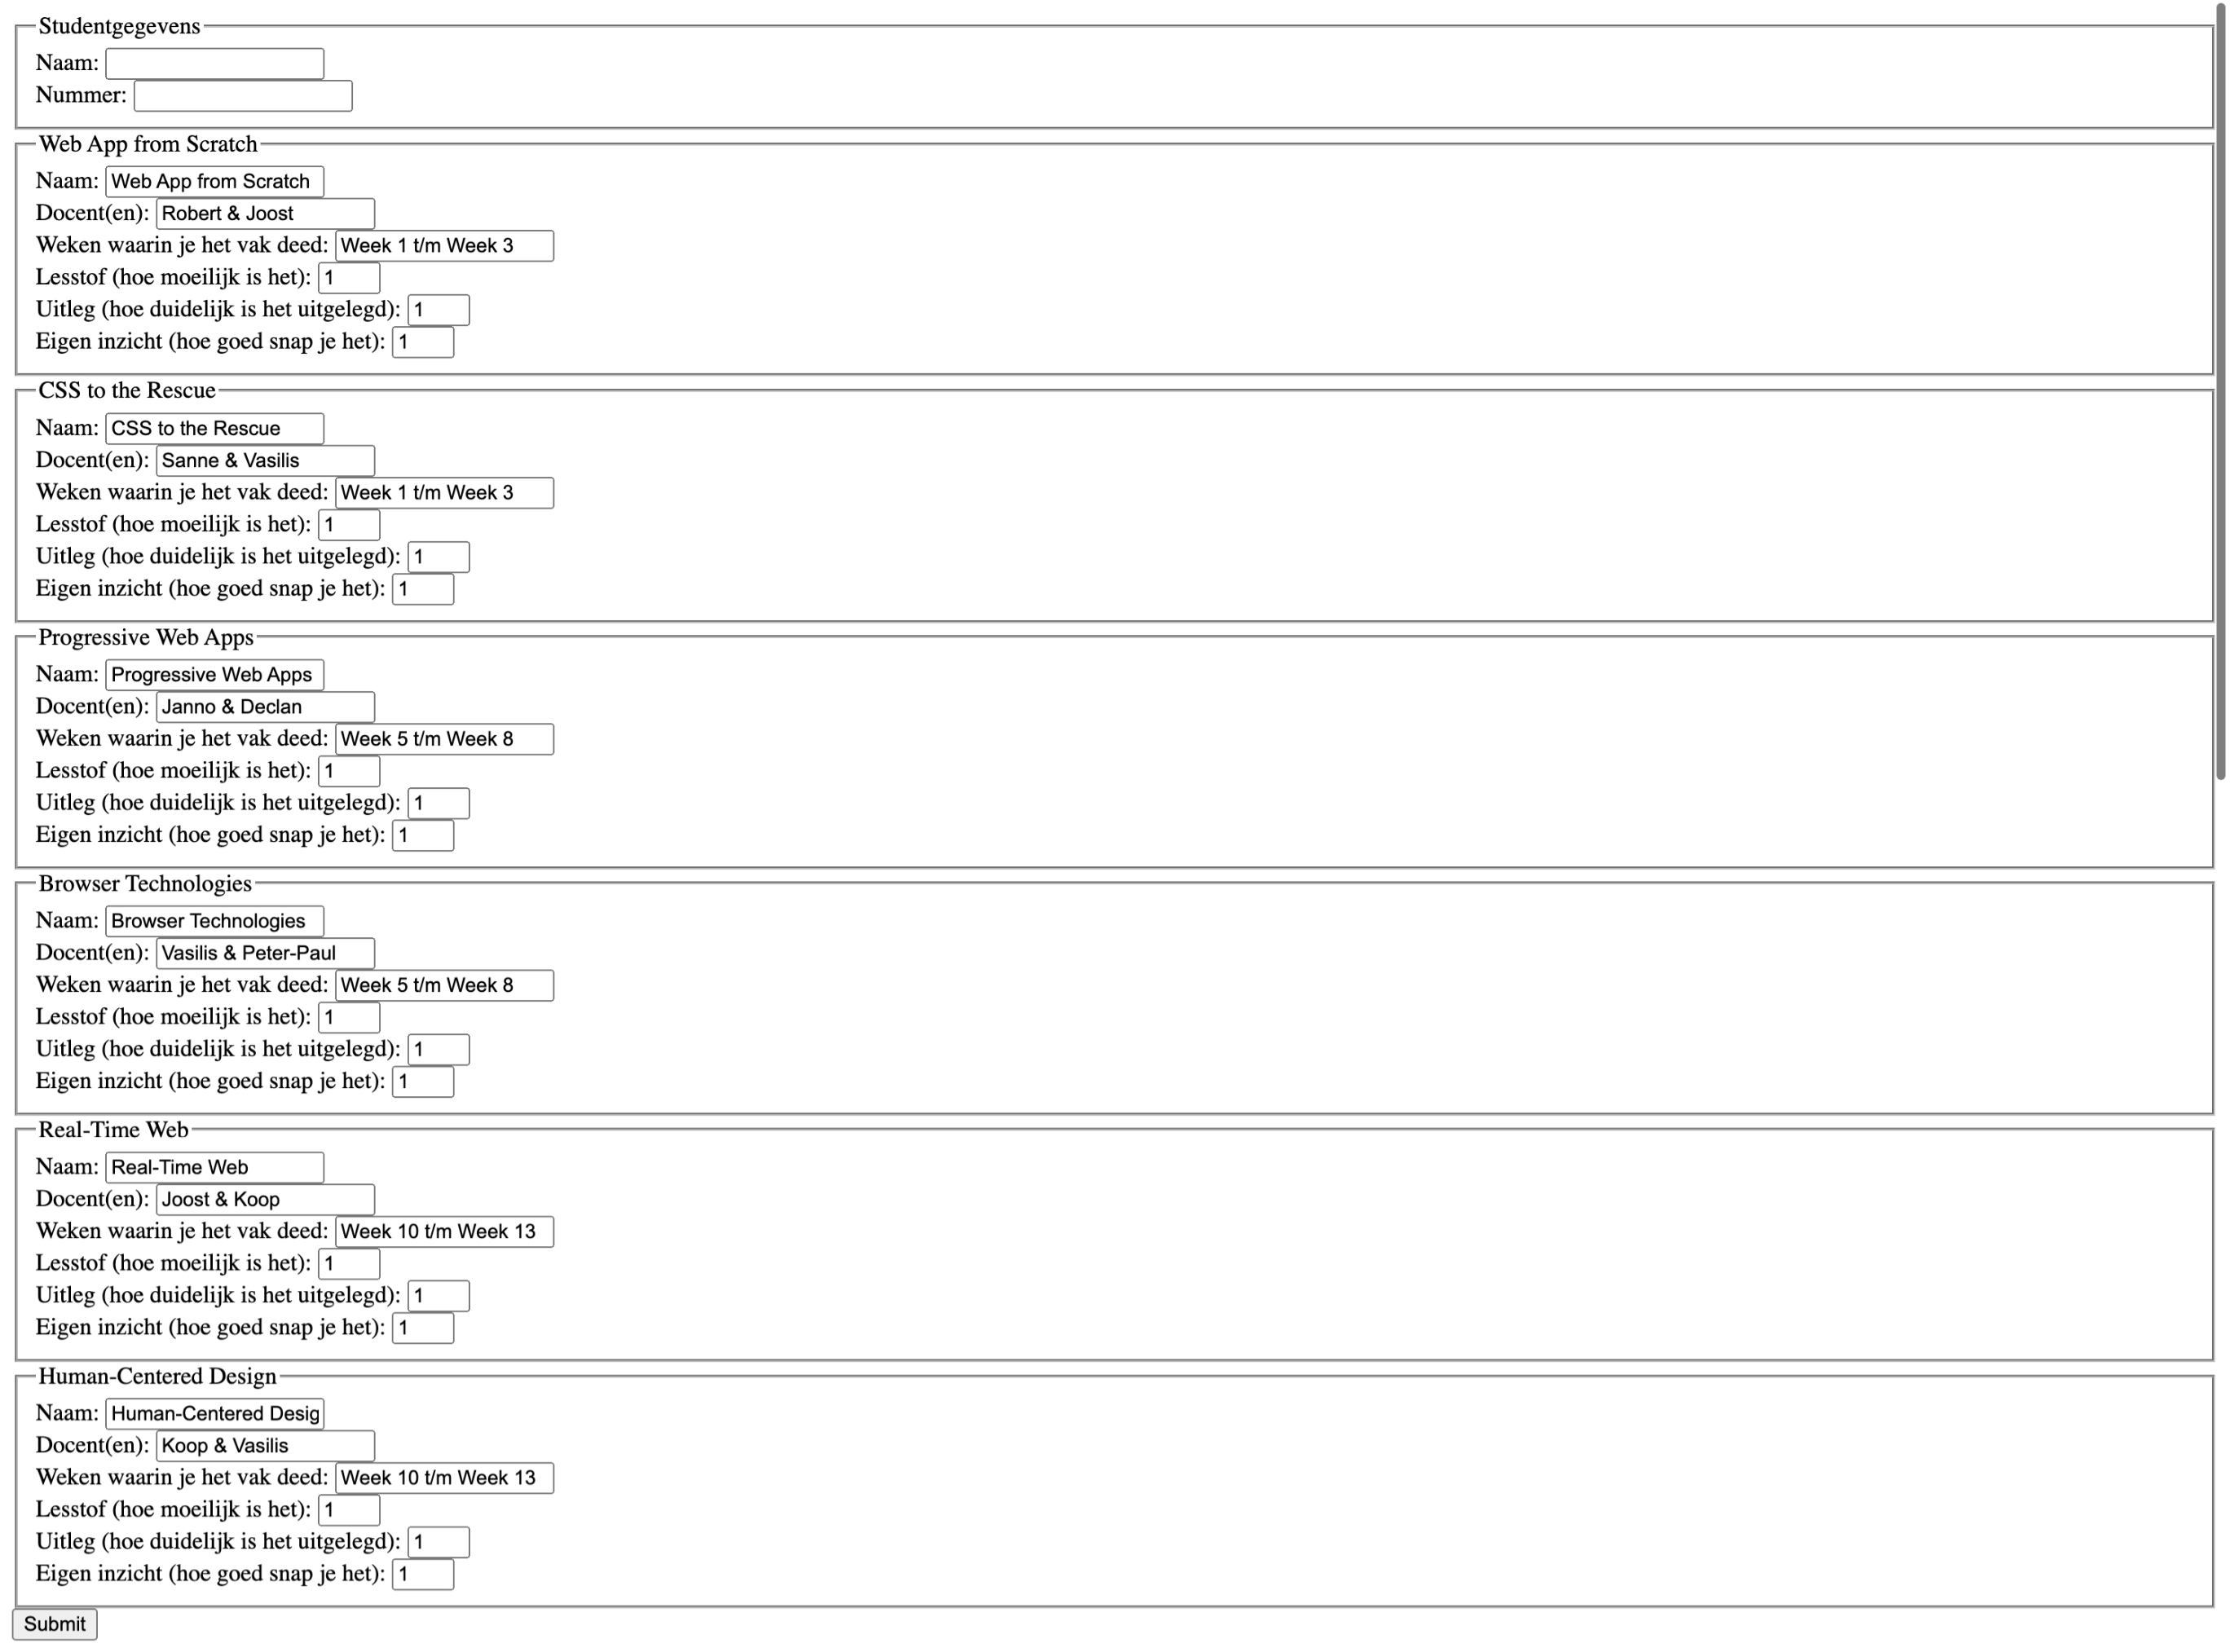 Studentgegevens
Naam:
Nummer:
Web App from Scratch
Naam: Web App from Scratch
Docent(en): Robert & Joost
Weken waarin je het vak deed: Week 1 t/m Week 3
Lesstof (hoe moeilijk is het): 1
Uitleg (hoe duidelijk is het uitgelegd): 1
Eigen inzicht (hoe goed snap je het): 1
CSS to the Rescue
Naam: CSS to the Rescue
Docent(en): Sanne & Vasilis
Weken waarin je het vak deed: Week 1 t/m Week 3
Lesstof (hoe moeilijk is het): 1
Uitleg (hoe duidelijk is het uitgelegd): 1
Eigen inzicht (hoe goed snap je het): 1
Progressive Web Apps
Naam: Progressive Web Apps
Docent(en): Janno & Declan
Weken waarin je het vak deed: Week 5 t/m Week 8
Lesstof (hoe moeilijk is het): 1
Uitleg (hoe duidelijk is het uitgelegd): 1
Eigen inzicht (hoe goed snap je het): 1
Browser Technologies
Naam: Browser Technologies
Docent(en): Vasilis & Peter-Paul
Weken waarin je het vak deed: Week 5 t/m Week 8
Lesstof (hoe moeilijk is het): 1
Uitleg (hoe duidelijk is het uitgelegd): 1
Eigen inzicht (hoe goed snap je het): 1
Real-Time Web
Naam: Real-Time Web
Docent(en): Joost & Koop
Weken waarin je het vak deed: Week 10 t/m Week 13
Lesstof (hoe moeilijk is het): 1
Uitleg (hoe duidelijk is het uitgelegd): 1
Eigen inzicht (hoe goed snap je het): 1
Human-Centered Design
Naam: Human-Centered Desig
Docent(en): Koop & Vasilis
Weken waarin je het vak deed: Week 10 t/m Week 13
Lesstof (hoe moeilijk is het): 1
Uitleg (hoe duidelijk is het uitgelegd): 1
Eigen inzicht (hoe goed snap je het): 1
Submit